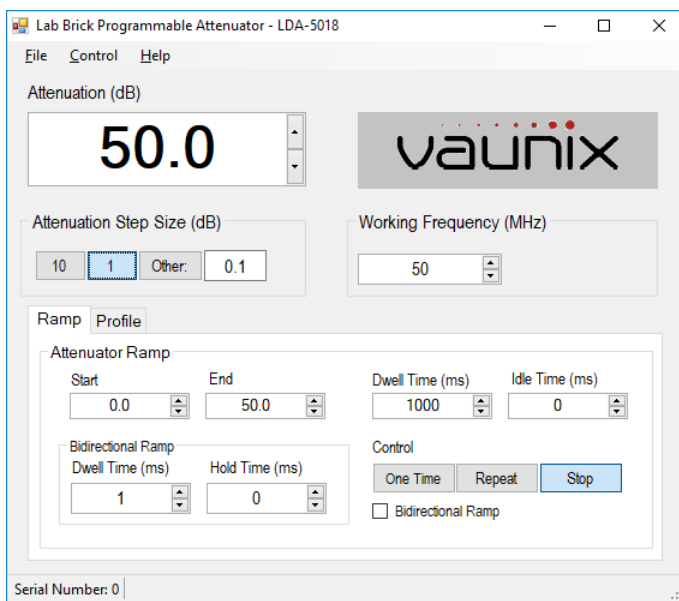 Lab Brick Programmable Attenuator - LDA-5018
File Control Help
Attenuation (dB)
50.0
vaunix
Attenuation Step Size (dB)
10 1 Other: 0.1
Working Frequency (MHz)
50
Ramp Profile
Attenuator Ramp
Start End Dwell Time (ms) Idle Time (ms)
0.0 50.0 1000 0
Bidirectional Ramp
Dwell Time (ms) Hold Time (ms)
1 0
Control
One Time Repeat Stop
Bidirectional Ramp
Serial Number: 0